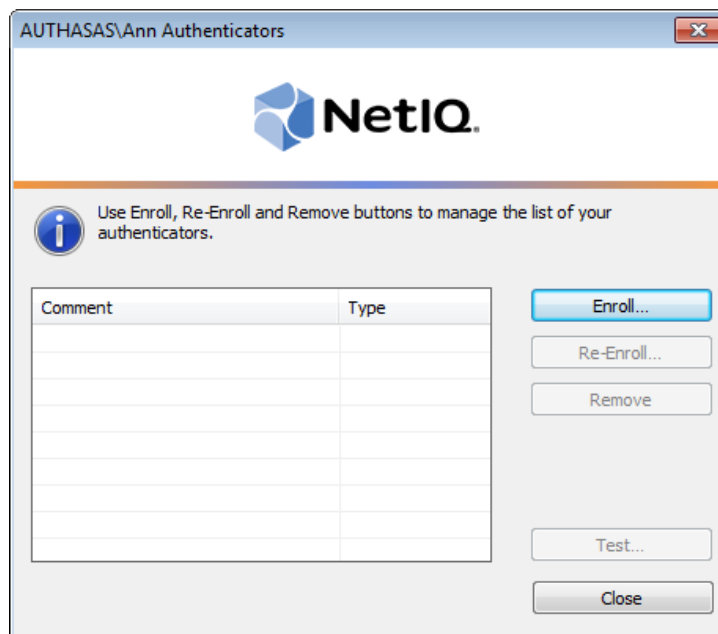 AUTHASAS\Ann Authenticators
NetIQ.
Use Enroll, Re-Enroll and Remove buttons to manage the list of your
authenticators.
Comment Type
Enroll...
Re-Enroll...
Remove
Test...
Close